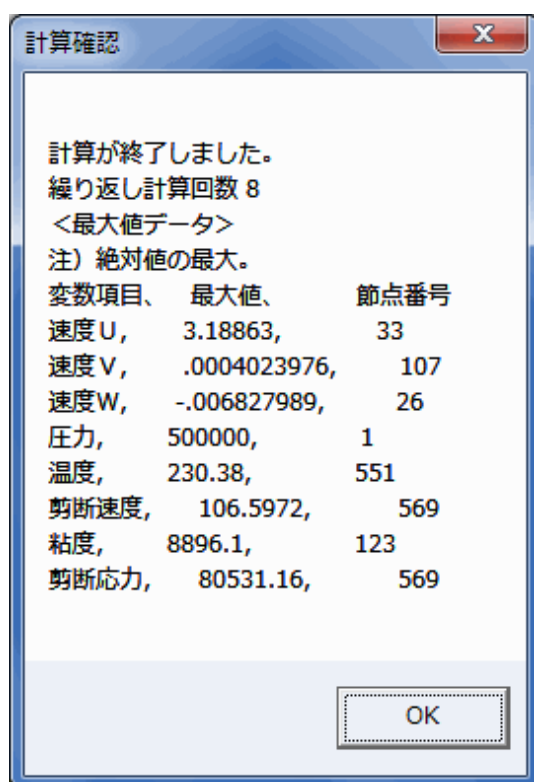 計算確認
計算が終了しました。
繰り返し計算回数 8
＜最大値データ＞
注）絶対値の最大。
変数項目、 最大値、 節点番号
速度Ｕ, 3.18863, 33
速度Ｖ, .0004023976, 107
速度Ｗ, -.006827989, 26
圧力, 500000, 1
温度, 230.38, 551
剪断速度, 106.5972, 569
粘度, 8896.1, 123
剪断応力, 80531.16, 569
OK